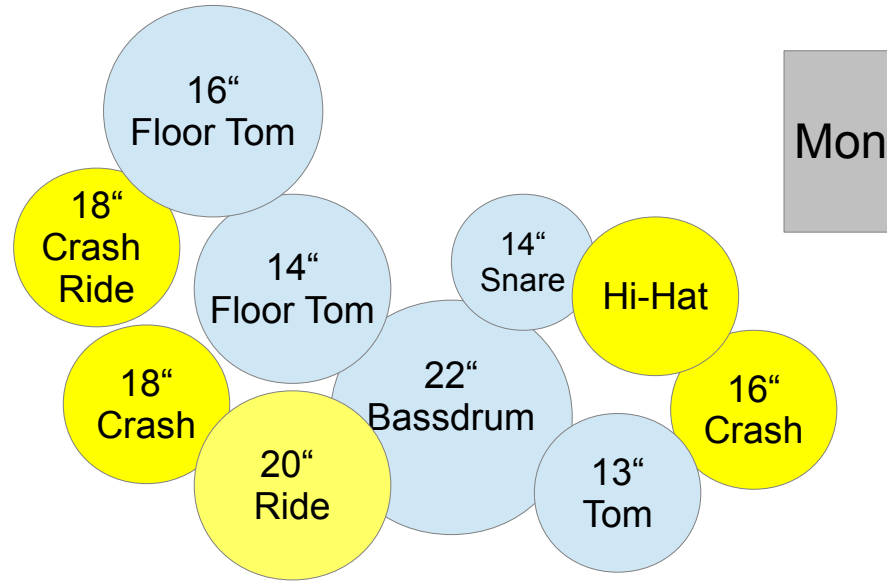 16“
Floor Tom
Mon
18“
Crash
Ride
14“
Floor Tom
14“
Snare
Hi-Hat
18“
Crash
22“
Bassdrum
16“
Crash
20“
Ride
13“
Tom